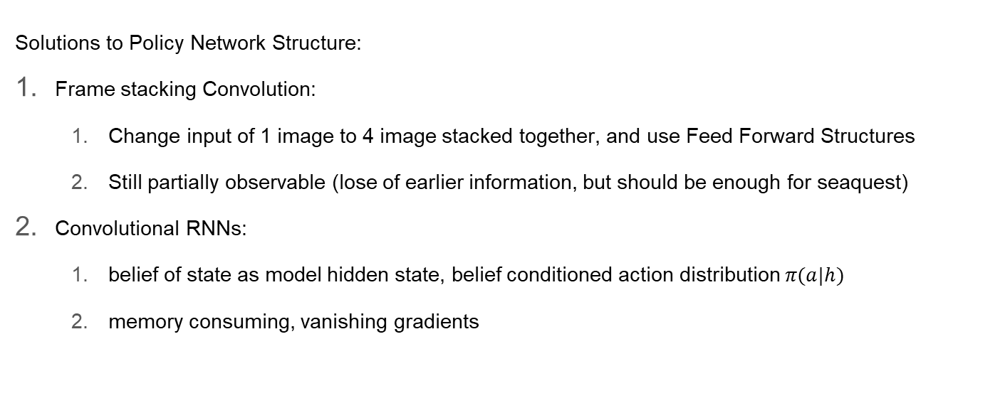 Solutions to Policy Network Structure:
1. Frame stacking Convolution:
1. Change input of 1 image to 4 image stacked together, and use Feed Forward Structures
2. Still partially observable (lose of earlier information, but should be enough for seaquest)
2. Convolutional RNNs:
1. belief of state as model hidden state, belief conditioned action distribution 𝜋(𝑎|ℎ)
2. memory consuming, vanishing gradients